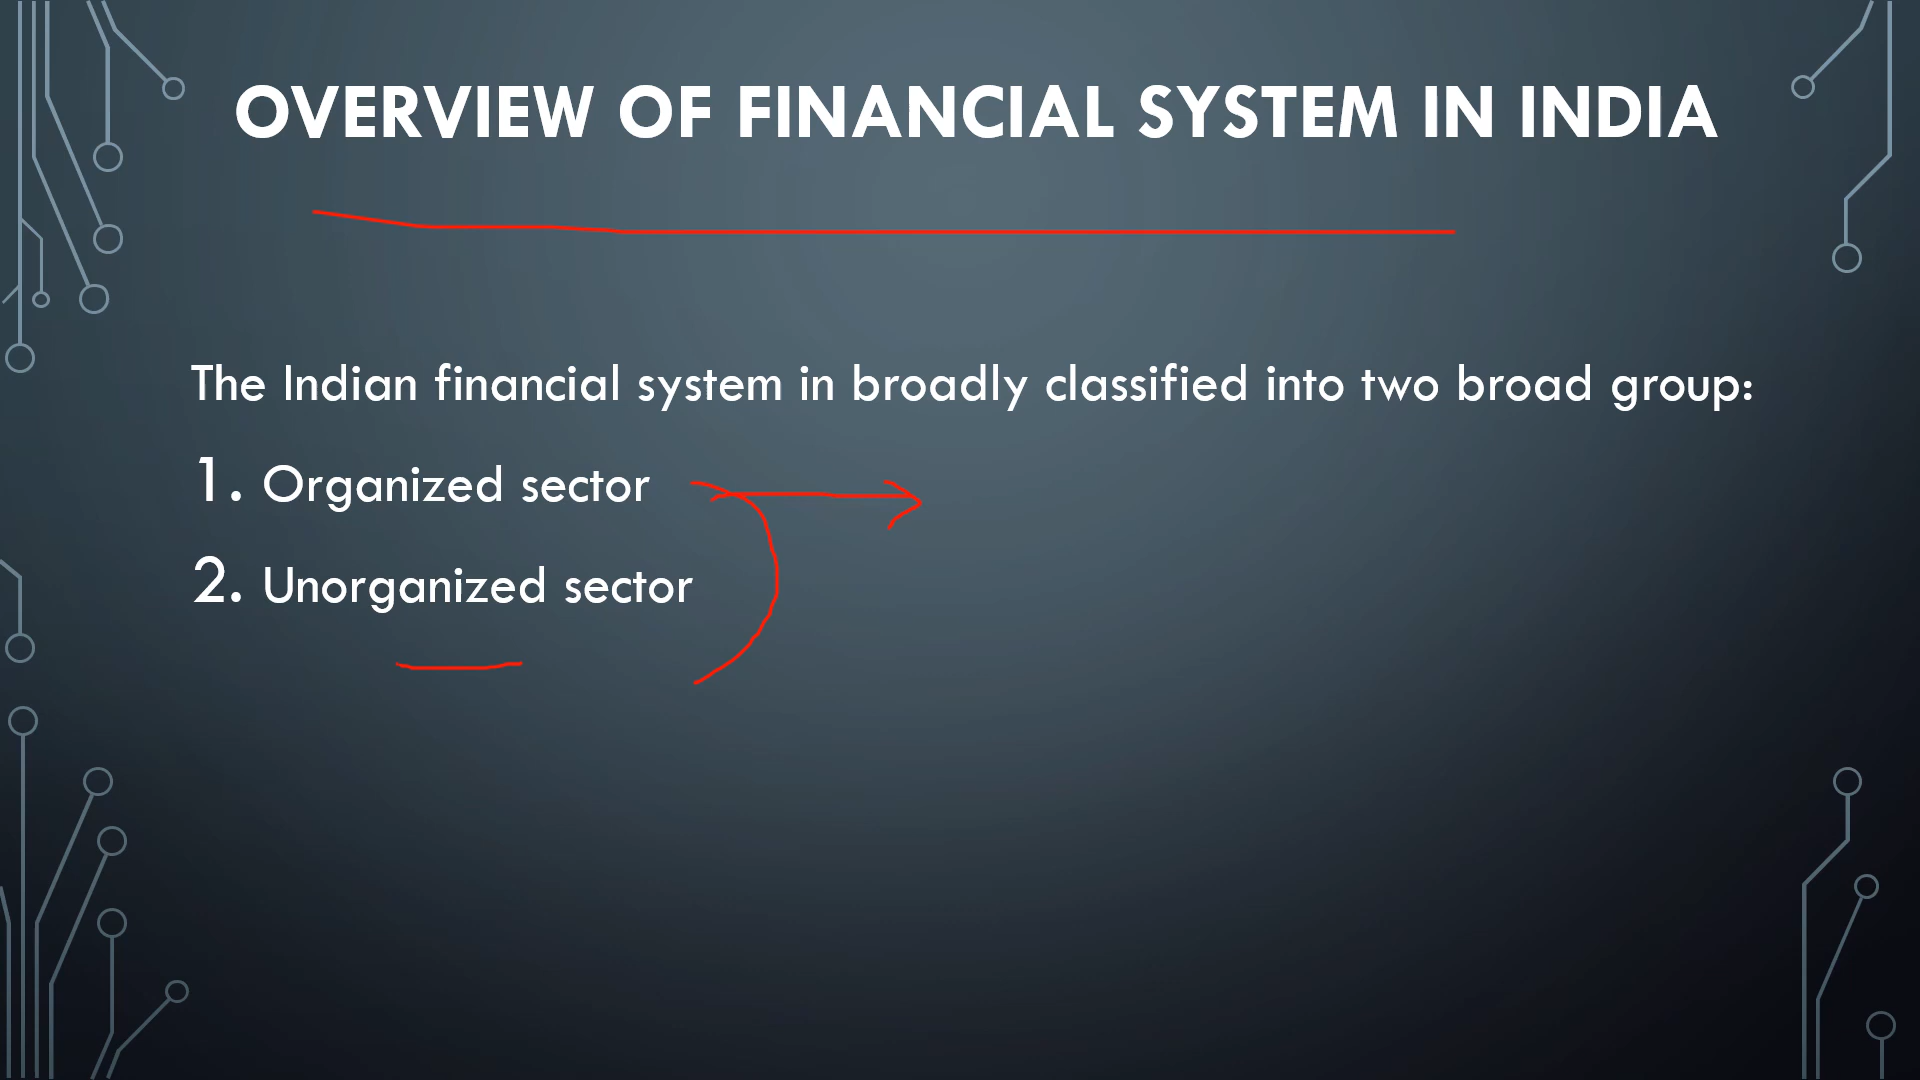 OVERVIEW OF FINANCIAL SYSTEM IN INDIA
The Indian financial system in broadly classified into two broad group:
1. Organized sector
2. Unorganized sector